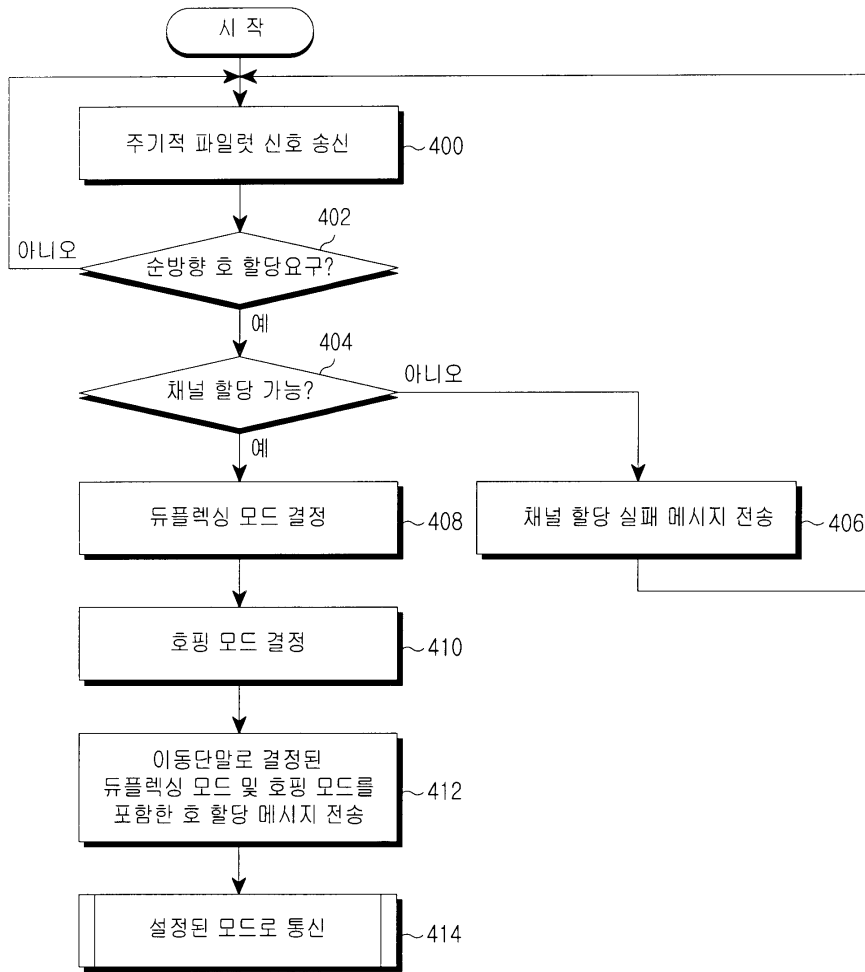 시 작
주기적 파일럿 신호 송신
400
402
아니오
순방향 호 할당요구?
예
404
채널 할당 가능?
아니오
예
듀플렉싱 모드 결정
408
채널 할당 실패 메시지 전송
406
호핑 모드 결정
410
이동단말로 결정된
듀플렉싱 모드 및 호핑 모드를
포함한 호 할당 메시지 전송
412
설정된 모드로 통신
414